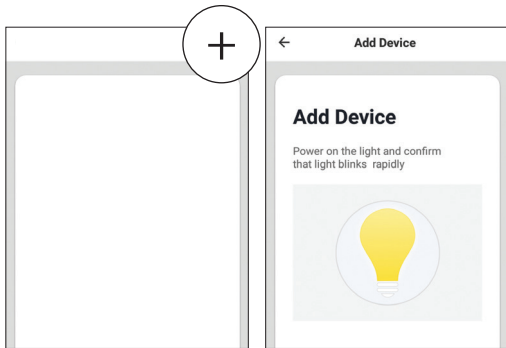 +
← Add Device
Add Device
Power on the light and confirm
that light blinks rapidly